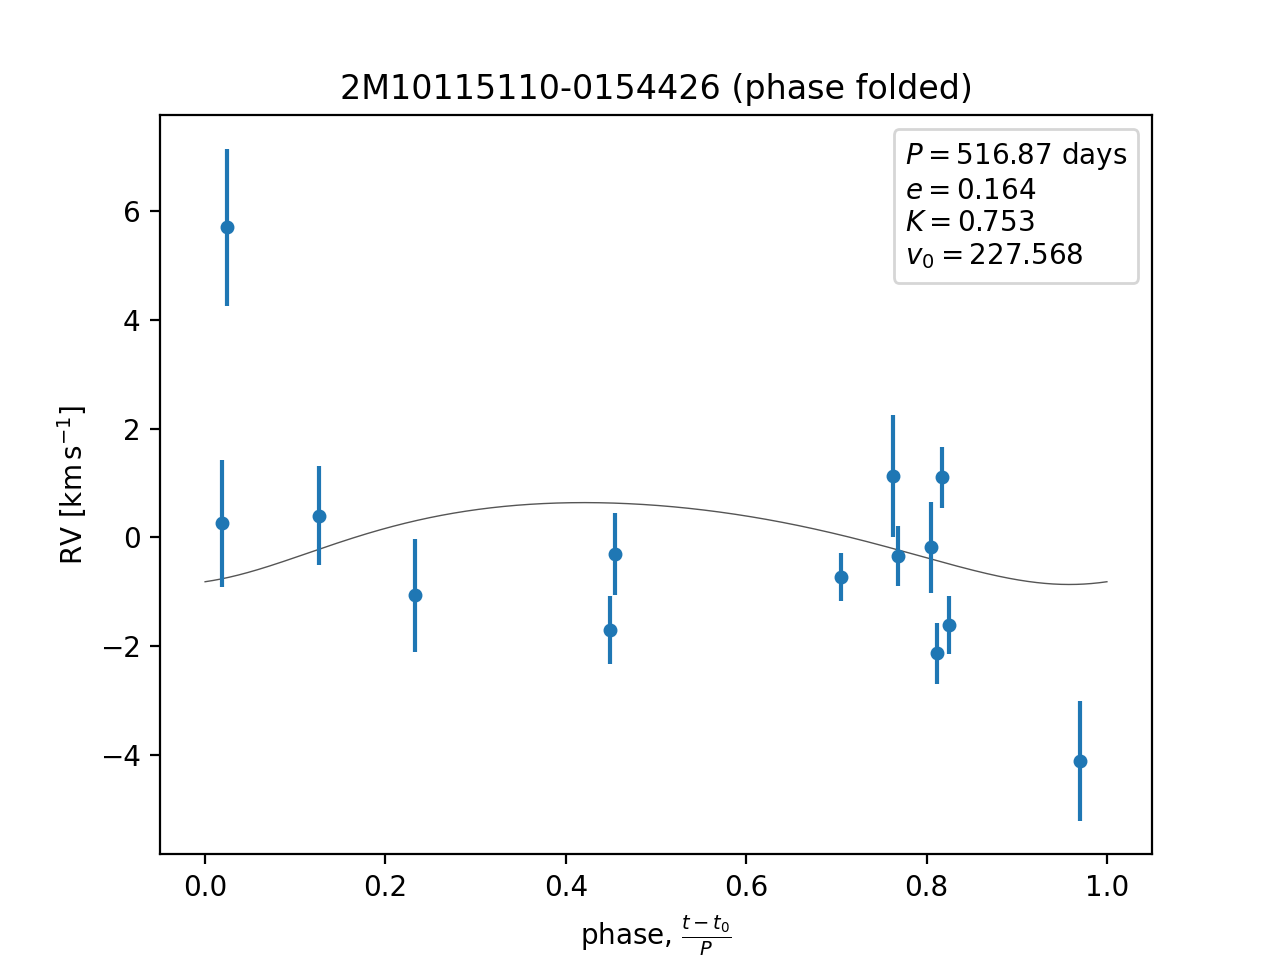 2M10115110-0154426 (phase folded)
P = 516.87 days
e = 0.164
K = 0.753
v₀ = 227.568
6
4
2
0
−2
−4
RV [km s⁻¹]
0.0 0.2 0.4 0.6 0.8 1.0
phase, (t − t₀)/P